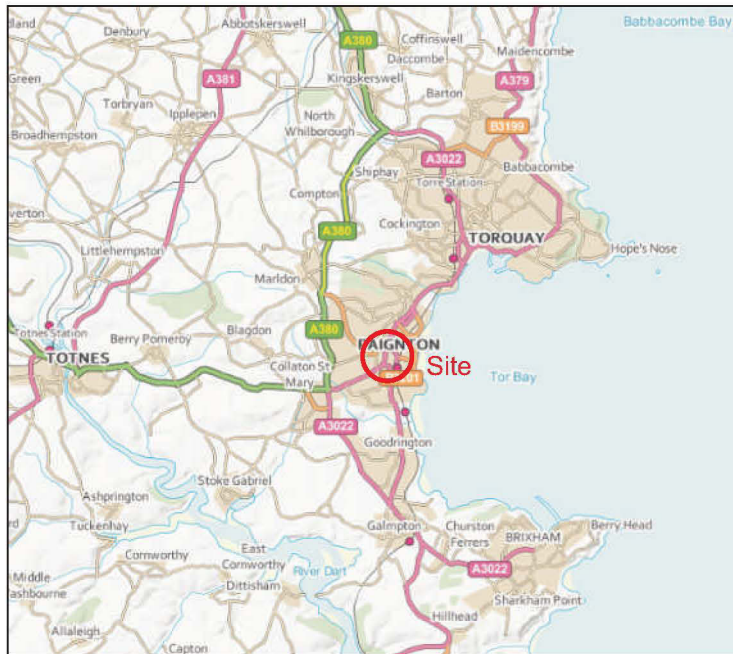 Abbotskerswell
Babbacombe Bay
Denbury
A380
Coffinswell
Daccombe
Maidencombe
Green
A381
Kingskerswell
A379
Torbryan
Barton
Ipplepen
North
Whilborough
B3199
Broadhempston
A3022
Babbacombe
Shiphay
Torre Station
Compton
Cockington
A380
TORQUAY
Hope's Nose
Littlehempston
Marldon
Totnes Station
Berry Pomeroy
Blagdon
A380
PAIGNTON
TOTNES
Collaton St
Mary
Site
Tor Bay
A3022
Goodrington
Stoke Gabriel
Ashprington
Tuckenhay
Galmpton
Churston
Ferrers
BRIXHAM
Berry Head
Cornworthy
East
Cornworthy
River Dart
A3022
Middle
Dittisham
Sharkham Point
Hillhead
Allaleigh
Capton